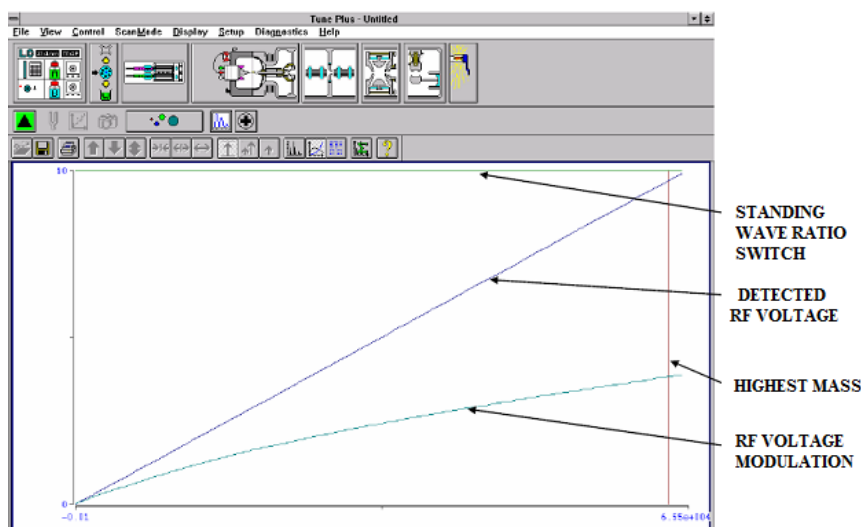 Tune Plus - Untitled
File View Control ScanMode Display Setup Diagnostics Help
10
STANDING
WAVE RATIO
SWITCH
DETECTED
RF VOLTAGE
HIGHEST MASS
RF VOLTAGE
MODULATION
0
-0.01
6.55e+004